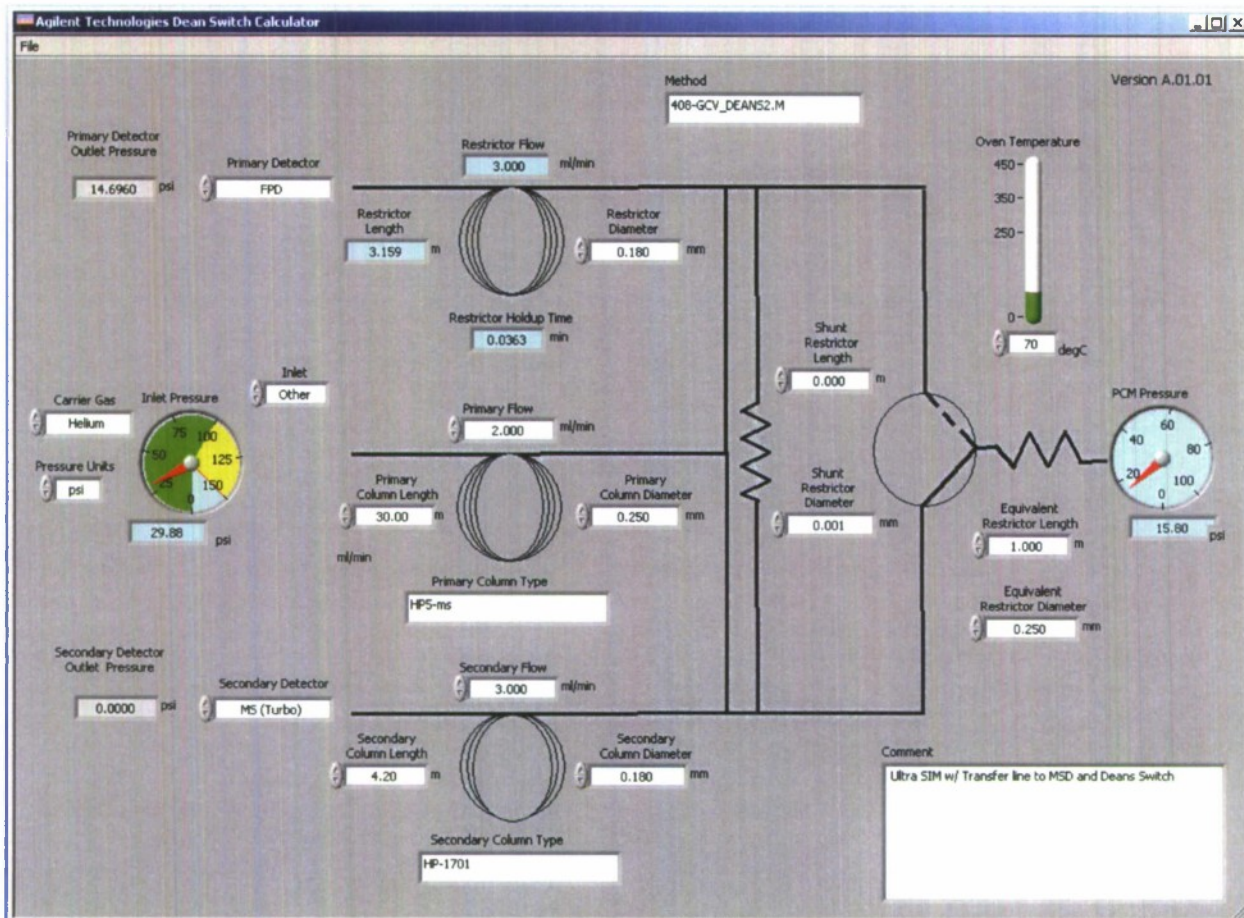 Agilent Technologies Dean Switch Calculator
File
Version A.01.01
Method
408-GCV_DEANS2.M
Primary Detector
Outlet Pressure
14.6960 psi
Primary Detector
FPD
Restrictor Flow
3.000 ml/min
Restrictor
Length
3.159 m
Restrictor
Diameter
0.180 mm
Restrictor Holdup Time
0.0363 min
Oven Temperature
450
350
250
0
70 degC
Shunt
Restrictor
Length
0.000 m
Inlet
Other
Carrier Gas
Helium
Pressure Units
psi
Inlet Pressure
0
25
50
75
100
125
150
29.88 psi
Primary Flow
2.000 ml/min
Primary
Column Length
30.00 m
ml/min
Primary
Column Diameter
0.250 mm
Primary Column Type
HP5-ms
Shunt
Restrictor
Diameter
0.001 mm
PCM Pressure
0
20
40
60
80
100
15.80 psi
Equivalent
Restrictor Length
1.000 m
Equivalent
Restrictor Diameter
0.250 mm
Secondary Detector
Outlet Pressure
0.0000 psi
Secondary Detector
MS (Turbo)
Secondary Flow
3.000 ml/min
Secondary
Column Length
4.20 m
Secondary
Column Diameter
0.180 mm
Secondary Column Type
HP-1701
Comment
Ultra SIM w/ Transfer line to MSD and Deans Switch